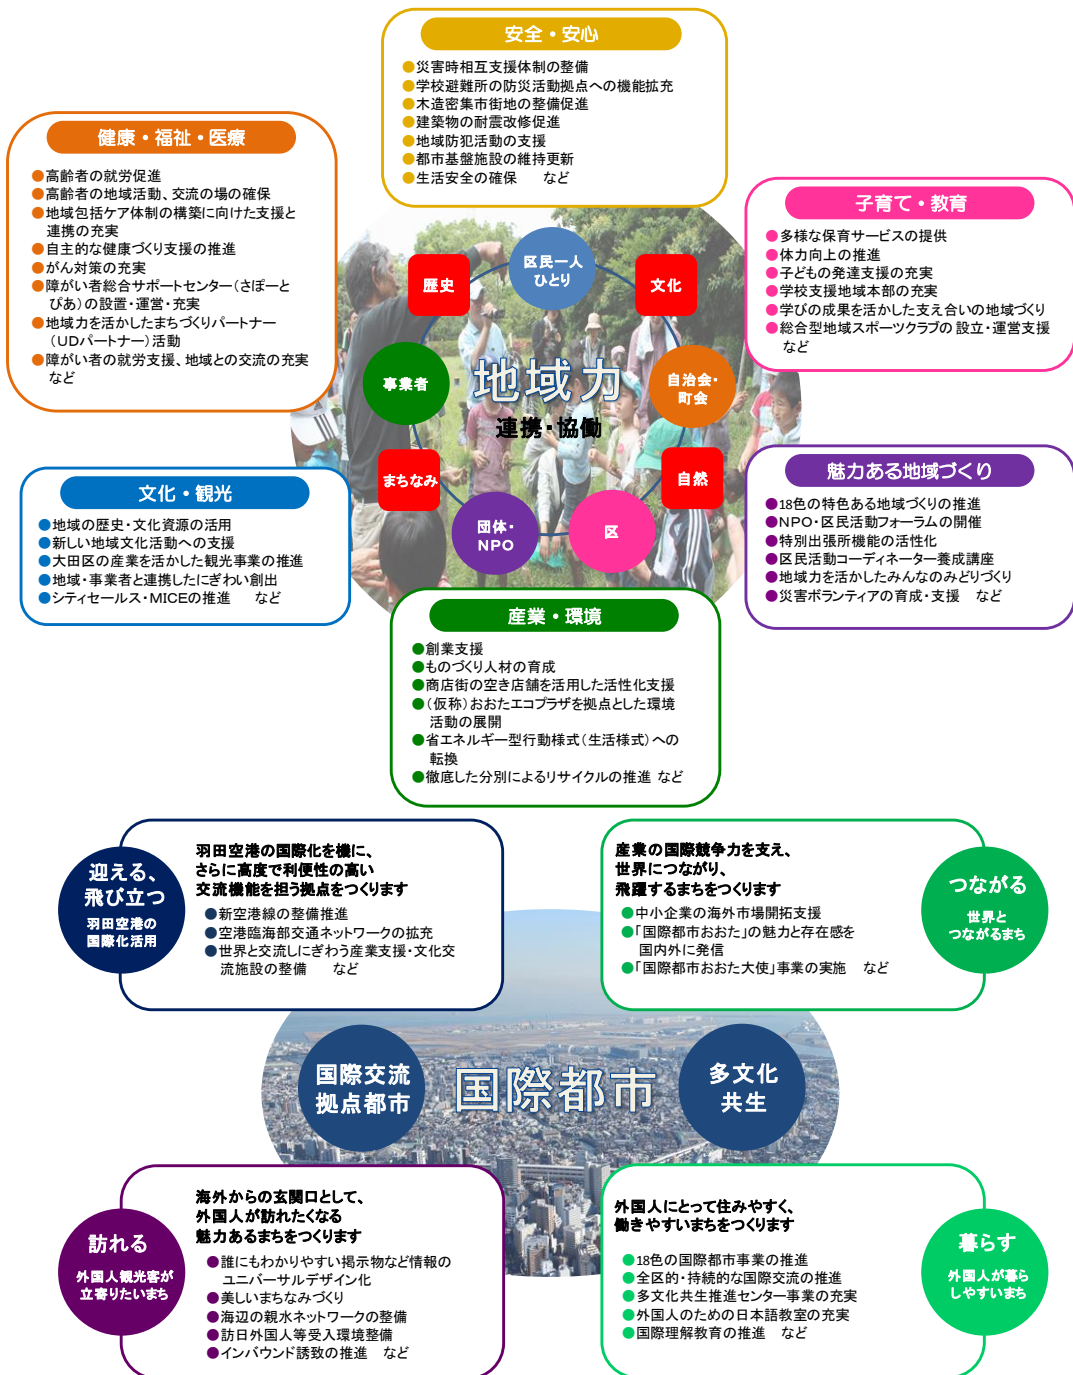 安全・安心
●災害時相互支援体制の整備
●学校避難所の防災活動拠点への機能拡充
●木造密集市街地の整備促進
●建築物の耐震改修促進
●地域防犯活動の支援
●都市基盤施設の維持更新
●生活安全の確保　など
健康・福祉・医療
●高齢者の就労促進
●高齢者の地域活動、交流の場の確保
●地域包括ケア体制の構築に向けた支援と
連携の充実
●自主的な健康づくり支援の推進
●がん対策の充実
●障がい者総合サポートセンター(さぽーと
ぴあ)の設置・運営・充実
●地域力を活かしたまちづくりパートナー
(UDパートナー)活動
●障がい者の就労支援、地域との交流の充実
など
子育て・教育
●多様な保育サービスの提供
●体力向上の推進
●子どもの発達支援の充実
●学校支援地域本部の充実
●学びの成果を活かした支え合いの地域づくり
●総合型地域スポーツクラブの 設立・運営支援
など
区民一人
ひとり
歴史
文化
事業者
地域力
連携・協働
自治会・
町会
まちなみ
自然
団体・
NPO
区
文化・観光
●地域の歴史・文化資源の活用
●新しい地域文化活動への支援
●大田区の産業を活かした観光事業の推進
●地域・事業者と連携したにぎわい創出
●シティセールス・MICEの推進　など
魅力ある地域づくり
●18色の特色ある地域づくりの推進
●NPO・区民活動フォーラムの開催
●特別出張所機能の活性化
●区民活動コーディネーター養成講座
●地域力を活かしたみんなのみどりづくり
●災害ボランティアの育成・支援　など
産業・環境
●創業支援
●ものづくり人材の育成
●商店街の空き店舗を活用した活性化支援
●(仮称)おおたエコプラザを拠点とした環境
活動の展開
●省エネルギー型行動様式(生活様式)への
転換
●徹底した分別によるリサイクルの推進 など
迎える、
飛び立つ
羽田空港の
国際化活用
羽田空港の国際化を機に、
さらに高度で利便性の高い
交流機能を担う拠点をつくります
●新空港線の整備推進
●空港臨海部交通ネットワークの拡充
●世界と交流しにぎわう産業支援・文化交
流施設の整備　など
産業の国際競争力を支え、
世界につながり、
飛躍するまちをつくります
●中小企業の海外市場開拓支援
●「国際都市おおた」の魅力と存在感を
国内外に発信
●「国際都市おおた大使」事業の実施　など
つながる
世界と
つながるまち
国際交流
拠点都市
国際都市
多文化
共生
訪れる
外国人観光客が
立寄りたいまち
海外からの玄関口として、
外国人が訪れたくなる
魅力あるまちをつくります
●誰にもわかりやすい掲示物など情報の
ユニバーサルデザイン化
●美しいまちなみづくり
●海辺の親水ネットワークの整備
●訪日外国人等受入環境整備
●インバウンド誘致の推進　など
外国人にとって住みやすく、
働きやすいまちをつくります
●18色の国際都市事業の推進
●全区的・持続的な国際交流の推進
●多文化共生推進センター事業の充実
●外国人のための日本語教室の充実
●国際理解教育の推進　など
暮らす
外国人が暮ら
しやすいまち